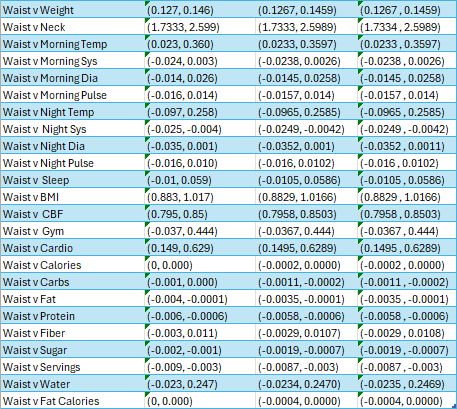 Waist v Weight (0.127, 0.146) (0.1267, 0.1459) (0.1267 , 0.1459)
Waist v Neck (1.7333, 2.599) (1.7333, 2.5989) (1.7334 , 2.5989)
Waist v Morning Temp (0.023, 0.360) (0.0233, 0.3597) (0.0233 , 0.3597)
Waist v Morning Sys (-0.024, 0.003) (-0.0238, 0.0026) (-0.0238 , 0.0026)
Waist v Morning Dia (-0.014, 0.026) (-0.0145, 0.0258) (-0.0145 , 0.0258)
Waist v Morning Pulse (-0.016, 0.014) (-0.0157, 0.014) (-0.0157 , 0.014)
Waist v Night Temp (-0.097, 0.258) (-0.0965, 0.2585) (-0.0965 , 0.2585)
Waist v Night Sys (-0.025, -0.004) (-0.0249, -0.0042) (-0.0249 , -0.0042)
Waist v Night Dia (-0.035, 0.001) (-0.0352, 0.001) (-0.0352, 0.0011)
Waist v Night Pulse (-0.016, 0.010) (-0.016, 0.0102) (-0.016 , 0.0102)
Waist v Sleep (-0.01, 0.059) (-0.0105, 0.0586) (-0.0105 , 0.0586)
Waist v BMI (0.883, 1.017) (0.8829, 1.0166) (0.8829 , 1.0166)
Waist v CBF (0.795, 0.85) (0.7958, 0.8503) (0.7958 , 0.8503)
Waist v Gym (-0.037, 0.444) (-0.0367, 0.444) (-0.0367 , 0.444)
Waist v Cardio (0.149, 0.629) (0.1495, 0.6289) (0.1495 , 0.6289)
Waist v Calories (0, 0.000) (-0.0002, 0.0000) (-0.0002 , 0.0000)
Waist v Carbs (-0.001, 0.000) (-0.0011, -0.0002) (-0.0011 , -0.0002)
Waist v Fat (-0.004, -0.0001) (-0.0035, -0.0001) (-0.0035 , -0.0001)
Waist v Protein (-0.006, -0.0006) (-0.0058, -0.0006) (-0.0058 , -0.0006)
Waist v Fiber (-0.003, 0.011) (-0.0029, 0.0107) (-0.0029 , 0.0108)
Waist v Sugar (-0.002, -0.001) (-0.0019, -0.0007) (-0.0019 , -0.0007)
Waist v Servings (-0.009, -0.003) (-0.0087, -0.003) (-0.0087 , -0.003)
Waist v Water (-0.023, 0.247) (-0.0234, 0.2470) (-0.0235, 0.2469)
Waist v Fat Calories (0, 0.000) (-0.0004, 0.0000) (-0.0004 , 0.0000)